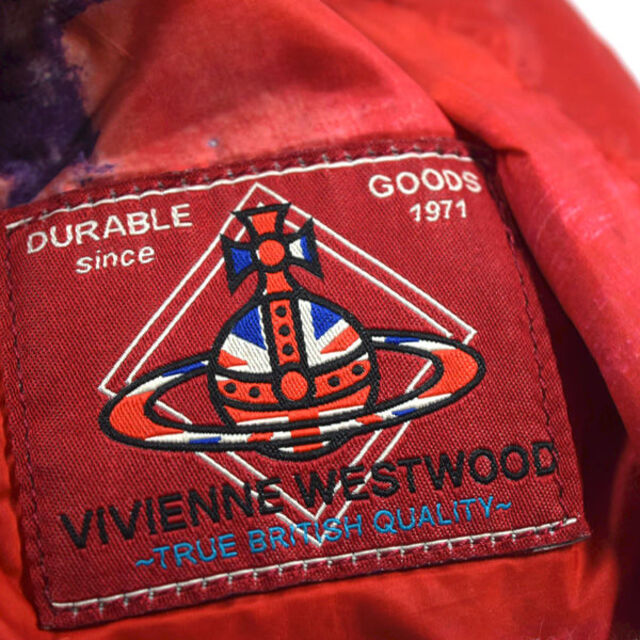 DURABLE GOODS
since 1971
VIVIENNE WESTWOOD
~TRUE BRITISH QUALITY~